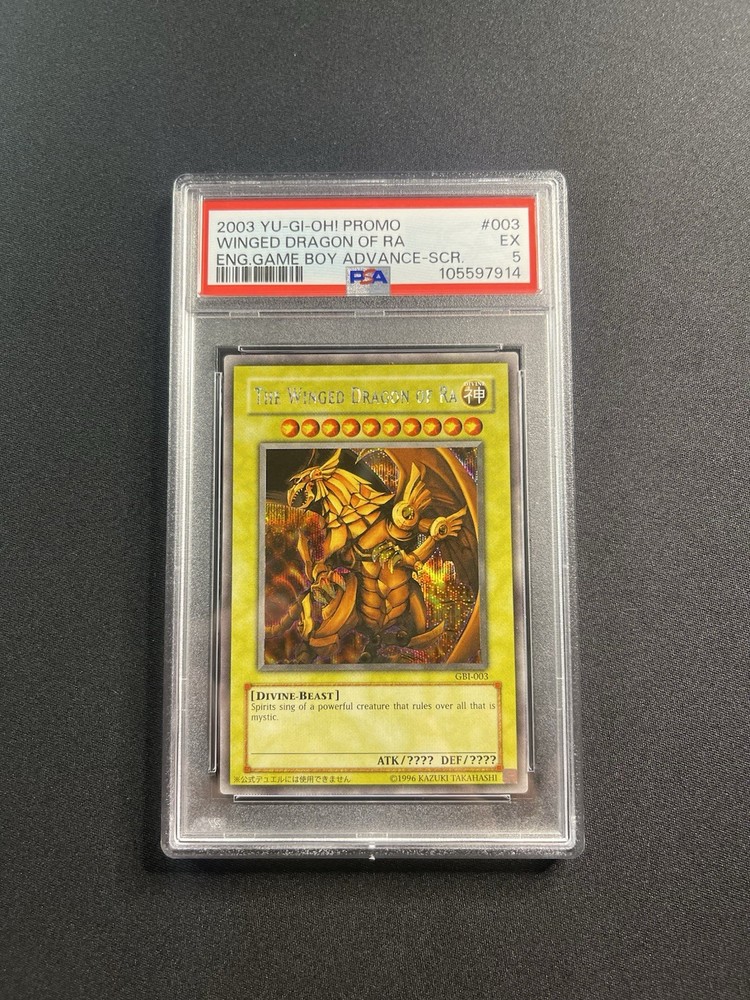 2003 YU-GI-OH! PROMO #003
WINGED DRAGON OF RA EX
ENG.GAME BOY ADVANCE-SCR. 5
PSA 105597914
THE WINGED DRAGON OF RA
DIVINE
神
GBI-003
[DIVINE-BEAST]
Spirits sing of a powerful creature that rules over all that is
mystic.
ATK/???? DEF/????
※公式デュエルには使用できません ©1996 KAZUKI TAKAHASHI